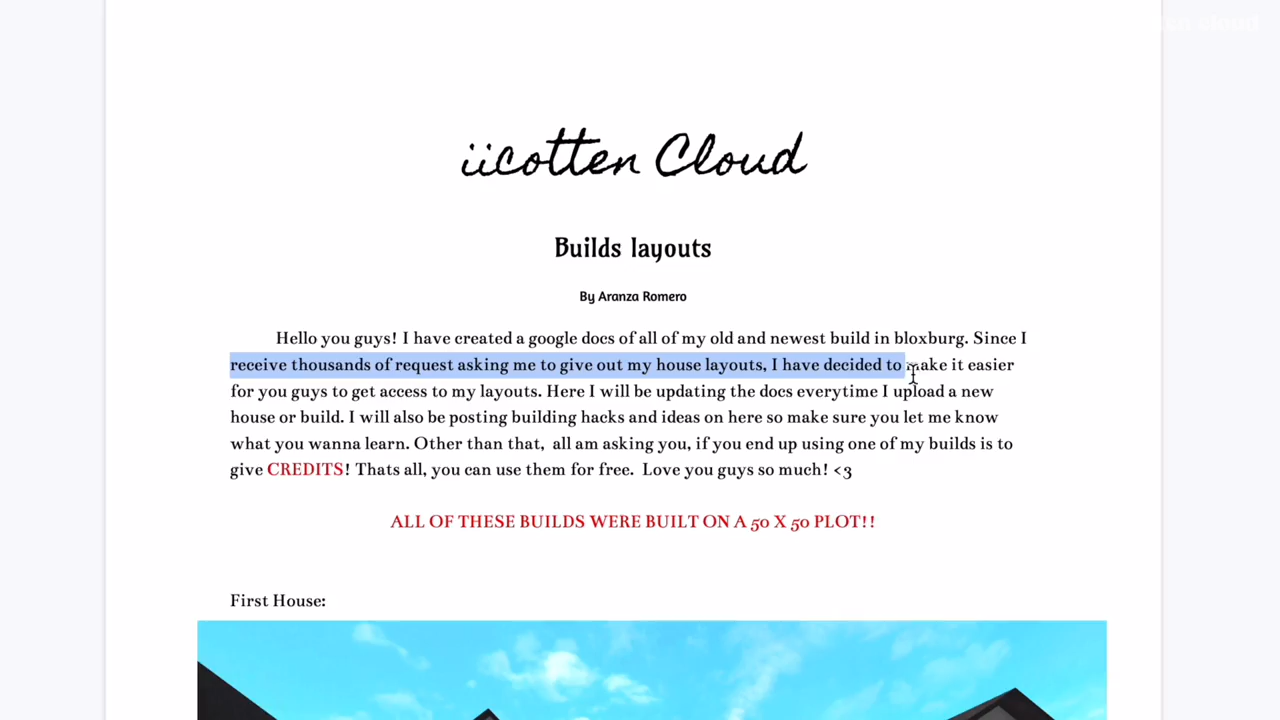 iicotten Cloud
Builds layouts
By Aranza Romero
Hello you guys! I have created a google docs of all of my old and newest build in bloxburg. Since I
receive thousands of request asking me to give out my house layouts, I have decided to make it easier
for you guys to get access to my layouts. Here I will be updating the docs everytime I upload a new
house or build. I will also be posting building hacks and ideas on here so make sure you let me know
what you wanna learn. Other than that, all am asking you, if you end up using one of my builds is to
give CREDITS! Thats all, you can use them for free. Love you guys so much! <3
ALL OF THESE BUILDS WERE BUILT ON A 50 X 50 PLOT!!
First House: